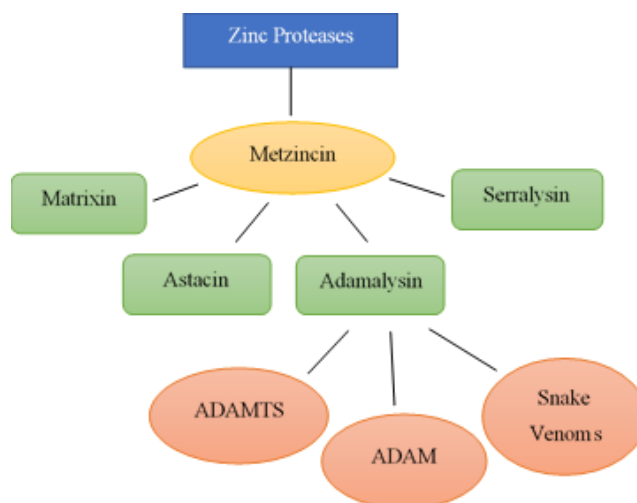 Zinc Proteases
Metzincin
Matrixin
Serralysin
Astacin
Adamalysin
ADAMTS
ADAM
Snake
Venoms